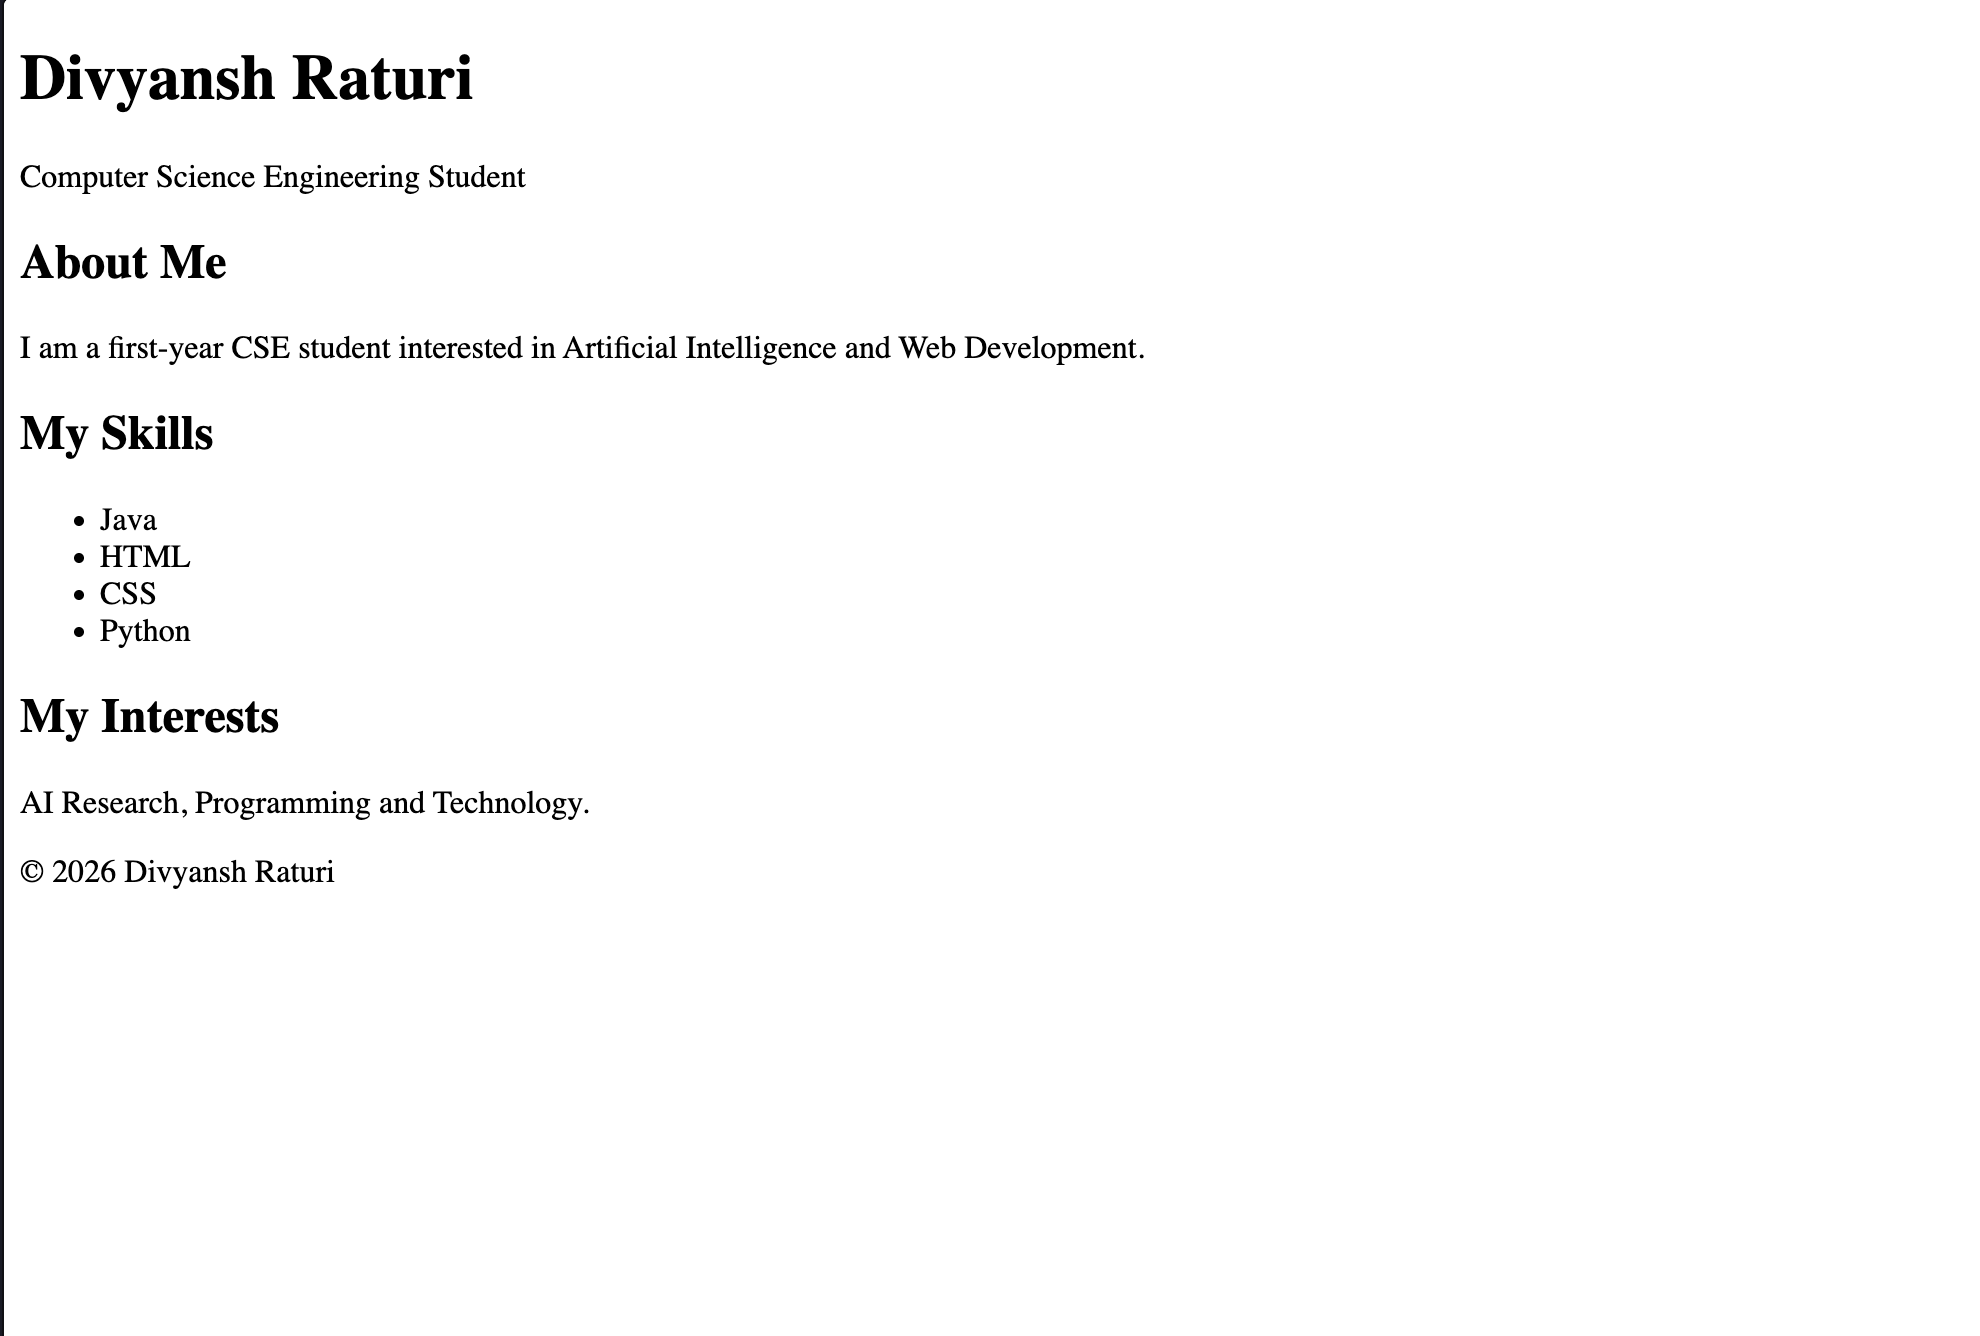 Divyansh Raturi
Computer Science Engineering Student
About Me
I am a first-year CSE student interested in Artificial Intelligence and Web Development.
My Skills
• Java
• HTML
• CSS
• Python
My Interests
AI Research, Programming and Technology.
© 2026 Divyansh Raturi